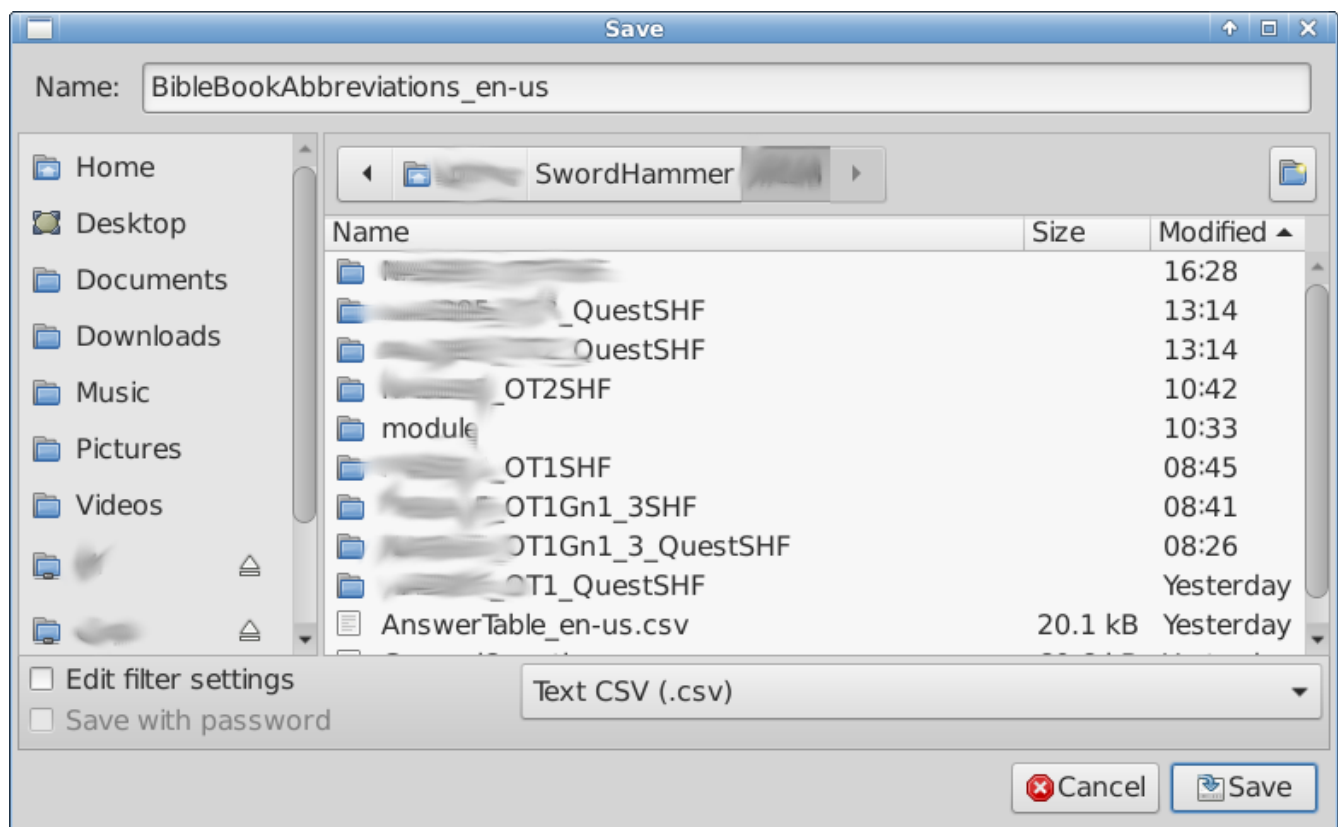 Save
Name: BibleBookAbbreviations_en-us
Home
Desktop
Documents
Downloads
Music
Pictures
Videos
SwordHammer
Name Size Modified
16:28
_QuestSHF 13:14
_QuestSHF 13:14
_OT2SHF 10:42
module 10:33
_OT1SHF 08:45
_OT1Gn1_3SHF 08:41
_OT1Gn1_3_QuestSHF 08:26
_OT1_QuestSHF Yesterday
AnswerTable_en-us.csv 20.1 kB Yesterday
Edit filter settings
Text CSV (.csv)
Save with password
Cancel Save